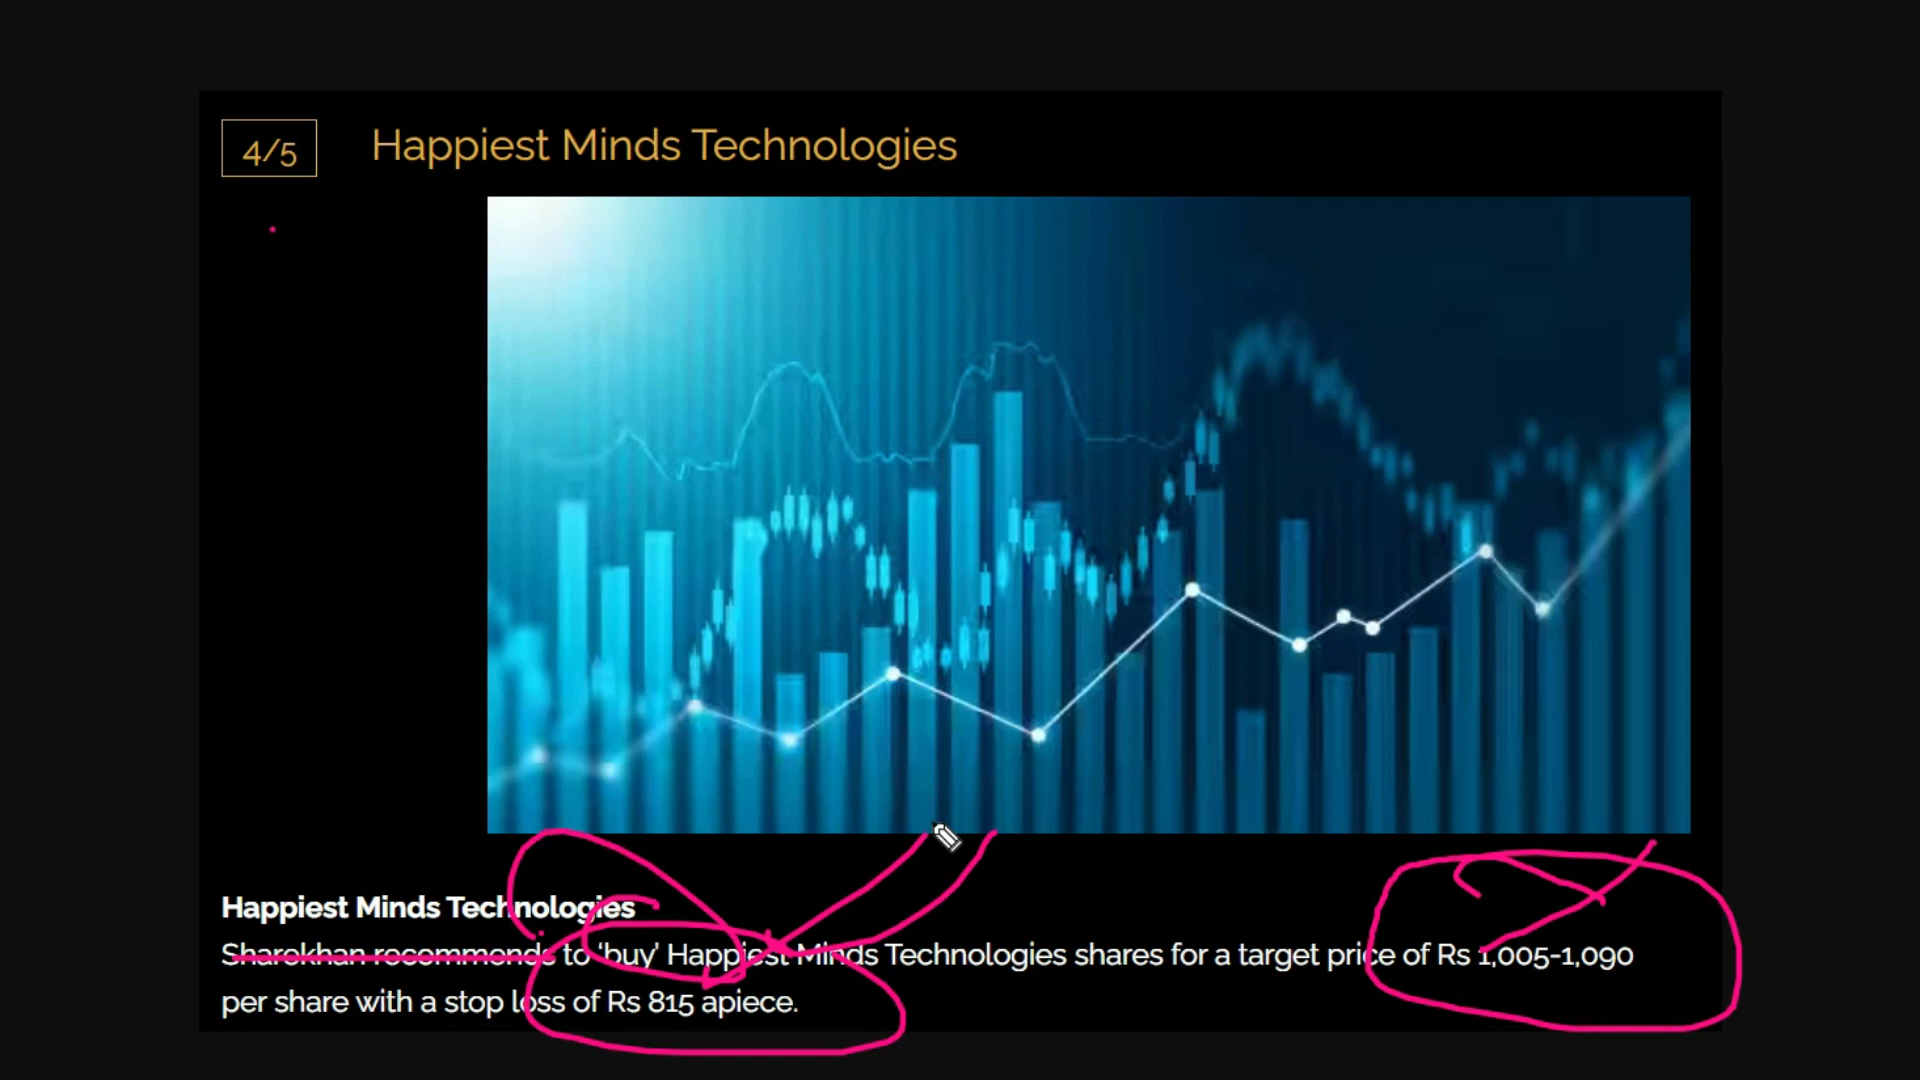 4/5
Happiest Minds Technologies
Happiest Minds Technologies
Sharekhan recommends to ‘buy’ Happiest Minds Technologies shares for a target price of Rs 1,005-1,090
per share with a stop loss of Rs 815 apiece.